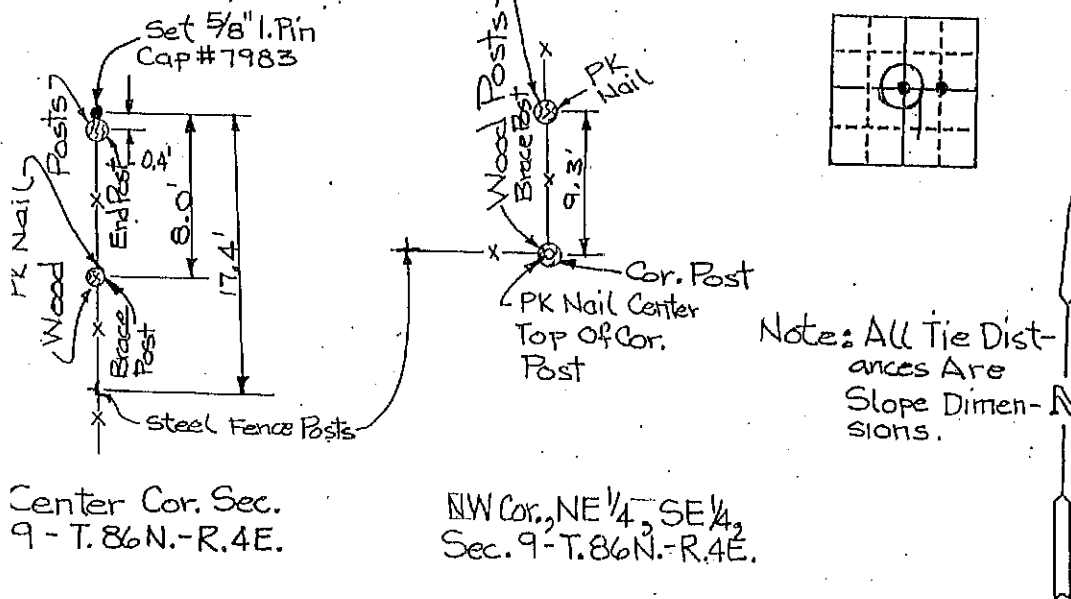 Set 5/8" I.Pin
Cap #7983
Posts
PK Nail
Wood
End Post
0.4'
8.0'
17.4'
Brace
Post
Steel Fence Posts
Center Cor. Sec.
9 - T. 86 N. - R. 4 E.
Wood Posts
Brace Post
PK
Nail
9.3'
Cor. Post
PK Nail Center
Top Of Cor.
Post
NW Cor., NE 1/4, SE 1/4,
Sec. 9 - T. 86 N. - R. 4 E.
Note: All Tie Dist-
ances Are
Slope Dimen-
sions.
N